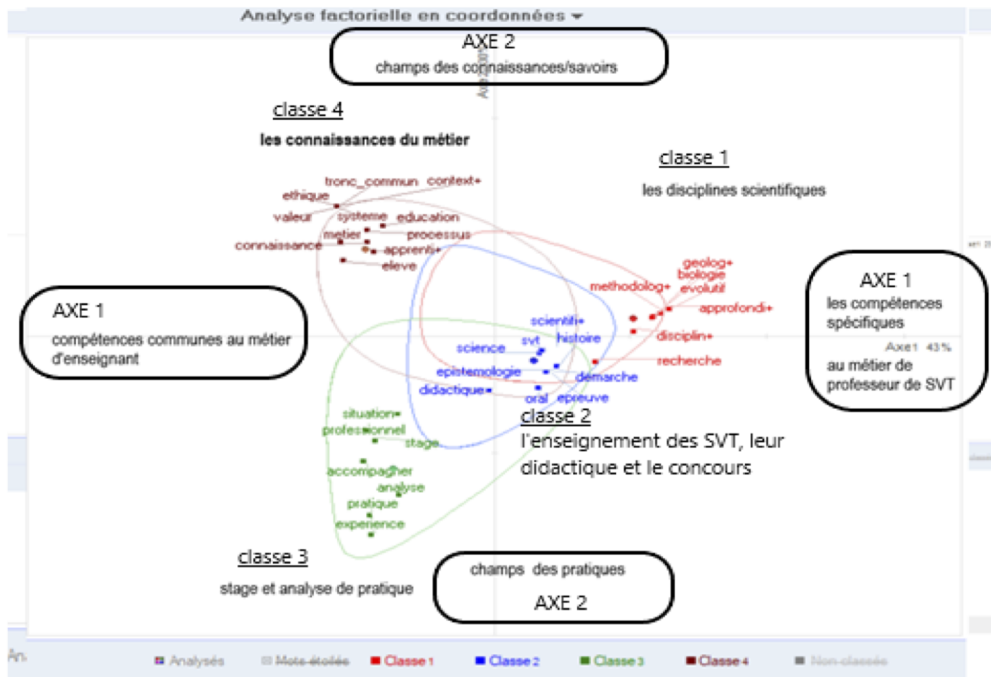 Analyse factorielle en coordonnées
AXE 2
champs des connaissances/savoirs
classe 4
les connaissances du métier
classe 1
les disciplines scientifiques
tronc_commun context+
ethique
valeur systeme education
metier processus
connaissance apprenti+
eleve
geolog+
biologie
methodolog+ evolutif
approfondi+
disciplin+
recherche
scientifi+
svt histoire
science
epistemologie demarche
didactique oral epreuve
AXE 1
compétences communes au métier
d'enseignant
AXE 1
les compétences
spécifiques
Axe1 43%
au métier de
professeur de SVT
classe 2
l'enseignement des SVT, leur
didactique et le concours
situation+
professionnel
stage
accompagner
analyse
pratique
experience
classe 3
stage et analyse de pratique
champs des pratiques
AXE 2
An.
Analysés Mots étoilés Classe 1 Classe 2 Classe 3 Classe 4 Non classée